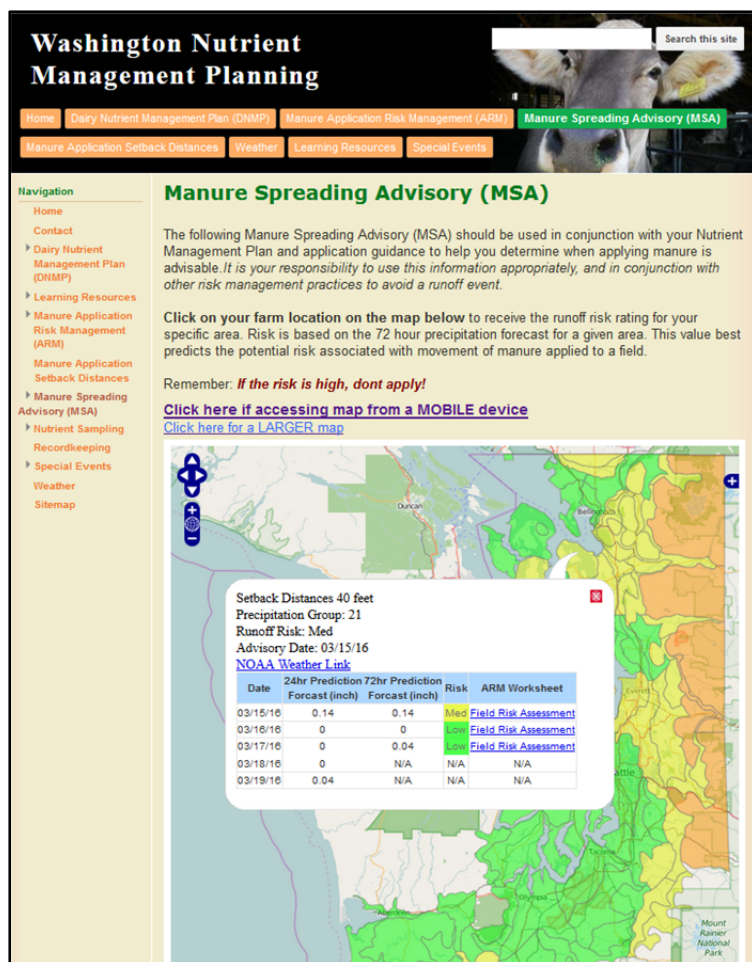 Washington Nutrient
Management Planning
Search this site
Home
Dairy Nutrient Management Plan (DNMP)
Manure Application Risk Management (ARM)
Manure Spreading Advisory (MSA)
Manure Application Setback Distances
Weather
Learning Resources
Special Events
Navigation
Home
Contact
Dairy Nutrient
Management Plan
(DNMP)
Learning Resources
Manure Application
Risk Management
(ARM)
Manure Application
Setback Distances
Manure Spreading
Advisory (MSA)
Nutrient Sampling
Recordkeeping
Special Events
Weather
Sitemap
Manure Spreading Advisory (MSA)
The following Manure Spreading Advisory (MSA) should be used in conjunction with your Nutrient
Management Plan and application guidance to help you determine when applying manure is
advisable.It is your responsibility to use this information appropriately, and in conjunction with
other risk management practices to avoid a runoff event.
Click on your farm location on the map below to receive the runoff risk rating for your
specific area. Risk is based on the 72 hour precipitation forecast for a given area. This value best
predicts the potential risk associated with movement of manure applied to a field.
Remember: If the risk is high, dont apply!
Click here if accessing map from a MOBILE device
Click here for a LARGER map
Duncan
Bellingham
Setback Distances 40 feet
Precipitation Group: 21
Runoff Risk: Med
Advisory Date: 03/15/16
NOAA Weather Link
Date 24hr Prediction Forcast (inch) 72hr Prediction Forcast (inch) Risk ARM Worksheet
03/15/16 0.14 0.14 Med Field Risk Assessment
03/16/16 0 0 Low Field Risk Assessment
03/17/16 0 0.04 Low Field Risk Assessment
03/18/16 0 N/A N/A N/A
03/19/16 0.04 N/A N/A N/A
Everett
attle
Tacoma
Olympia
Aberdeen
Mount
Rainier
National
Park